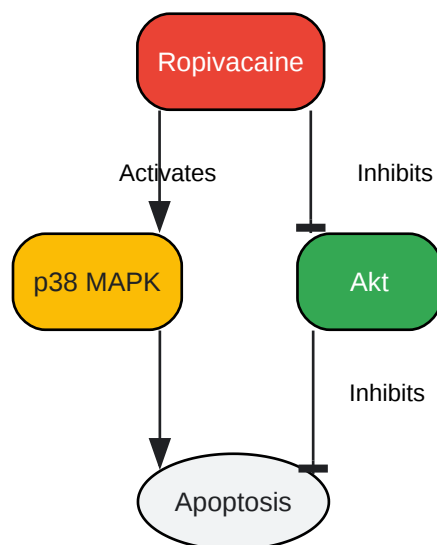 Ropivacaine
Activates
Inhibits
p38 MAPK
Akt
Inhibits
Apoptosis